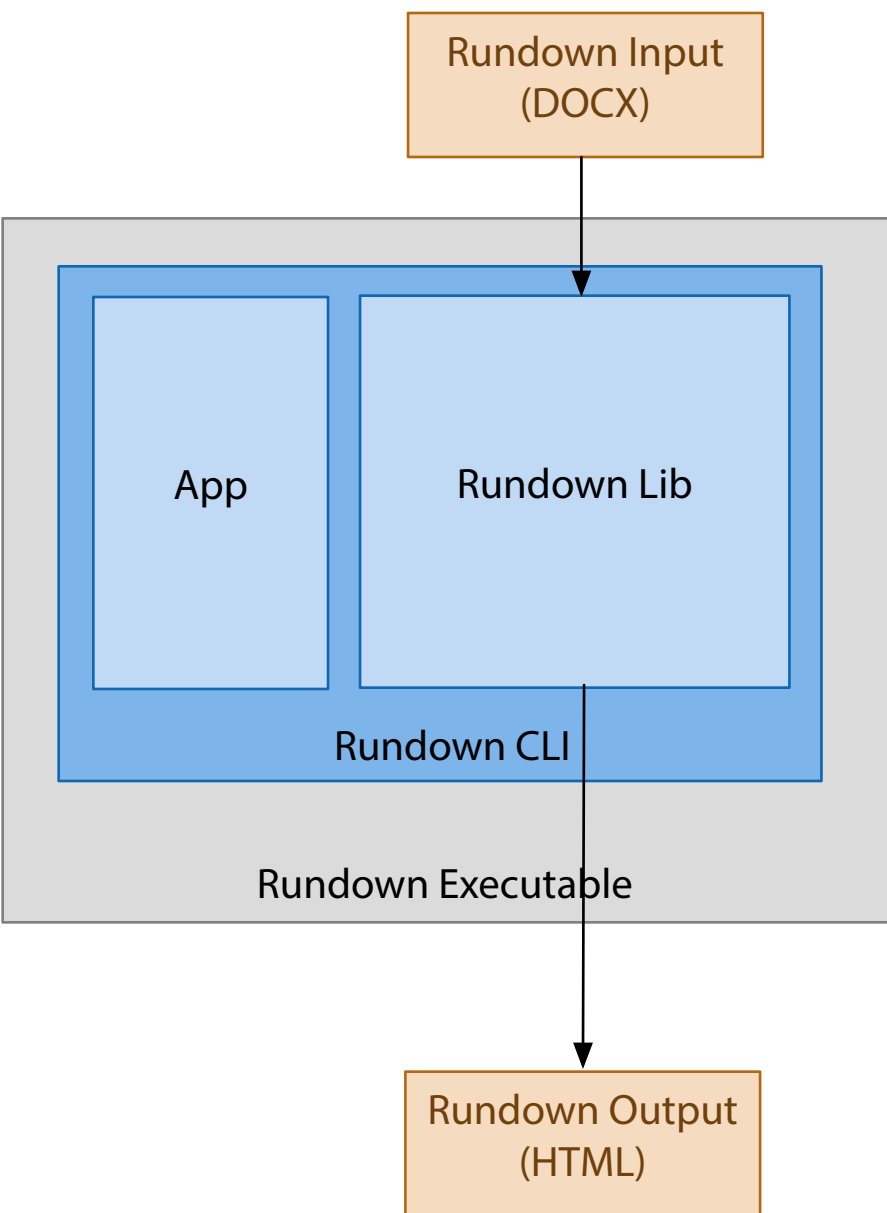 Rundown Input
(DOCX)
App
Rundown Lib
Rundown CLI
Rundown Executable
Rundown Output
(HTML)